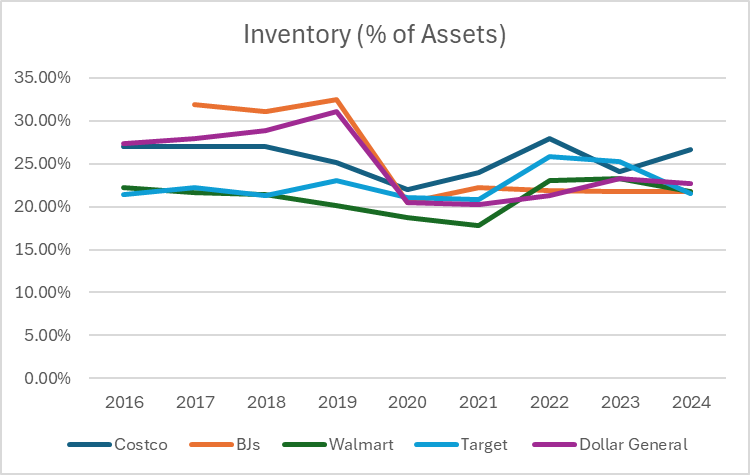 Inventory (% of Assets)
35.00%
30.00%
25.00%
20.00%
15.00%
10.00%
5.00%
0.00%
2016 2017 2018 2019 2020 2021 2022 2023 2024
Costco BJs Walmart Target Dollar General